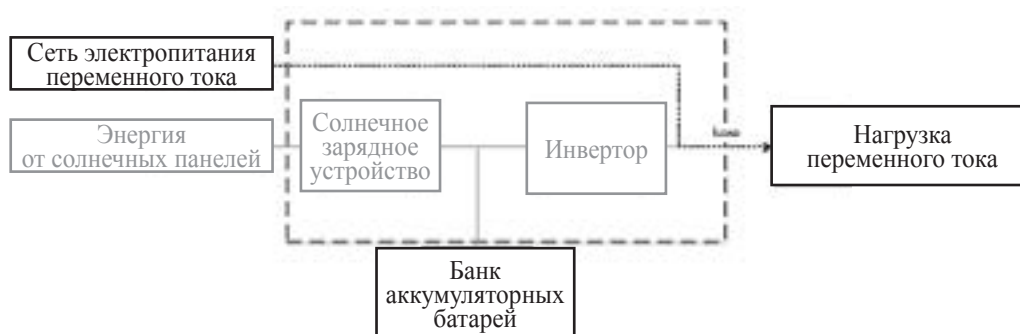 Сеть электропитания
переменного тока
Энергия
от солнечных панелей
Солнечное
зарядное
устройство
Инвертор
Нагрузка
переменного тока
Банк
аккумуляторных
батарей